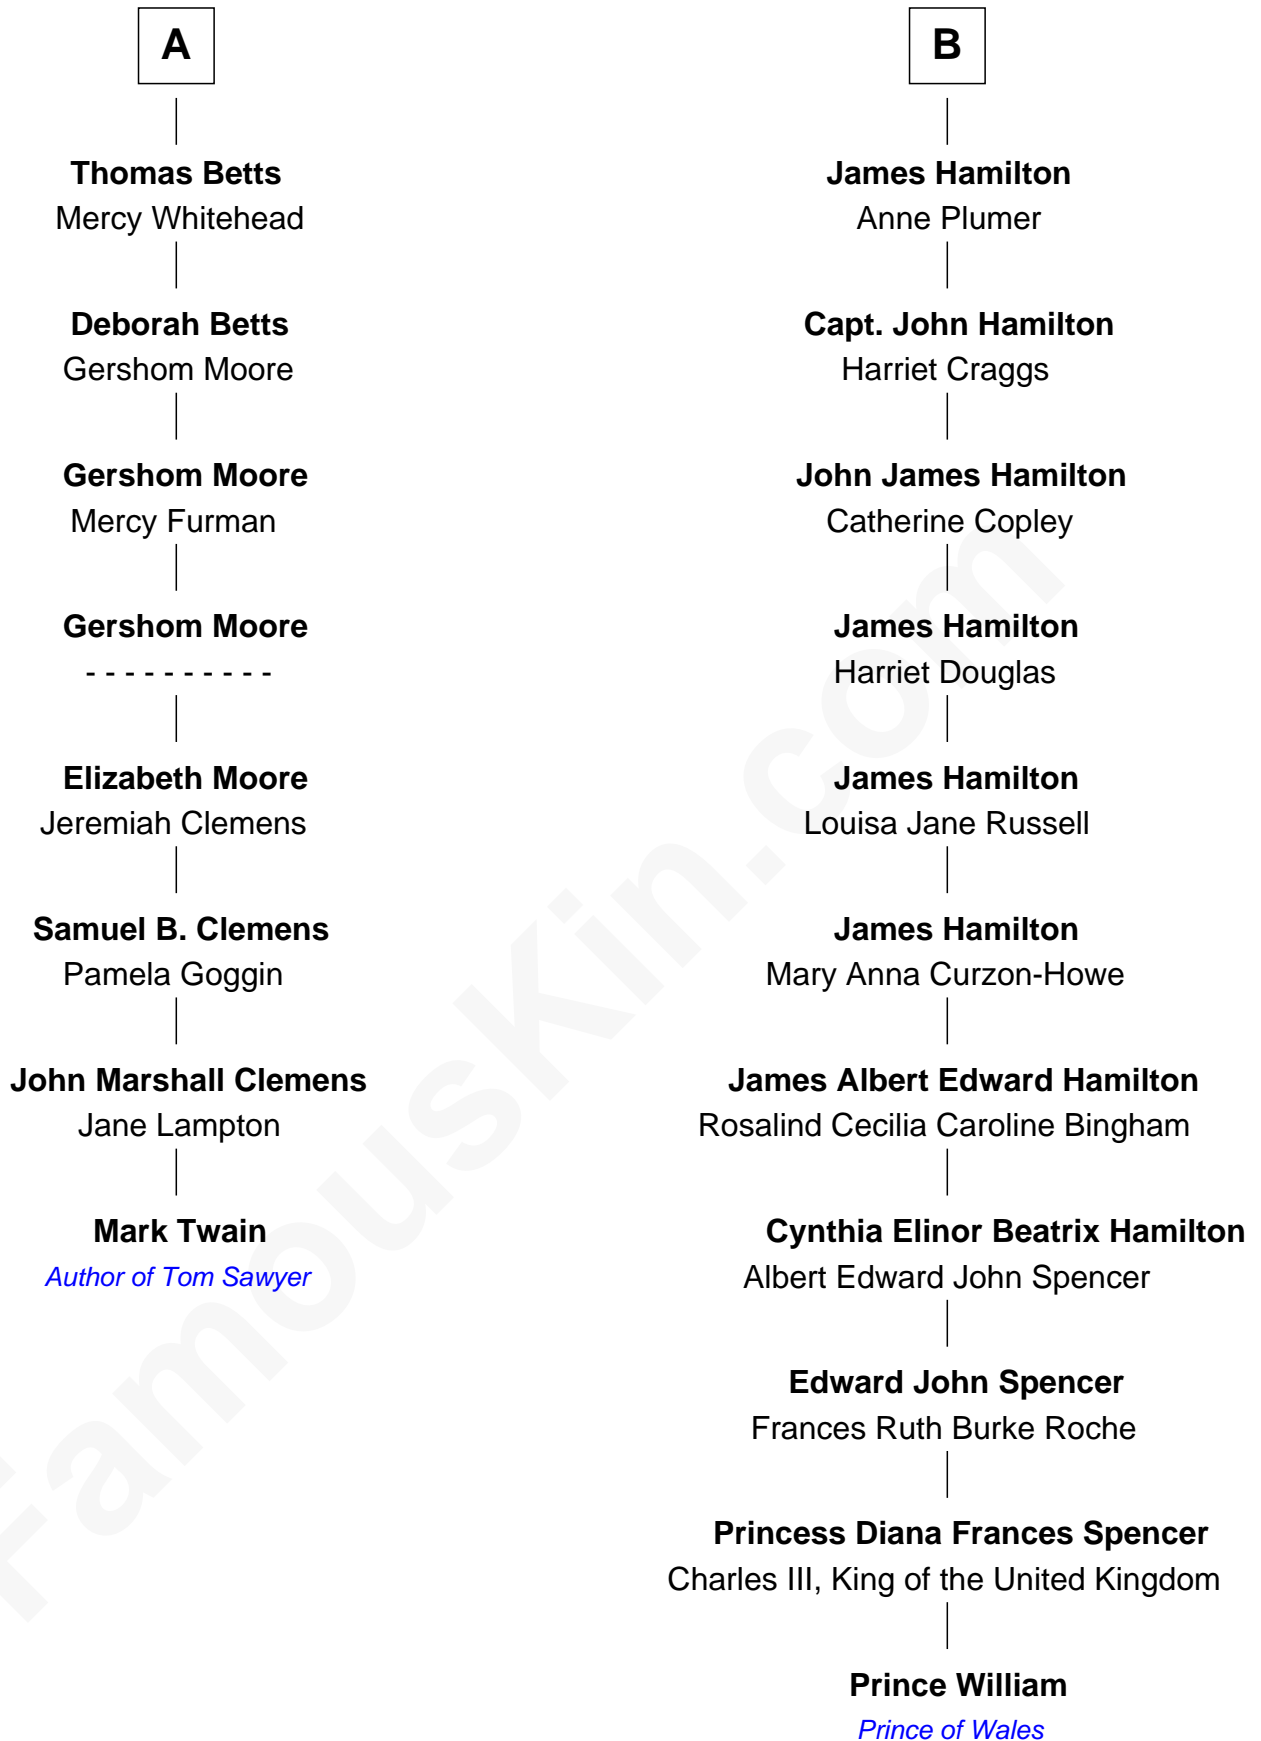 A
Thomas Betts
Mercy Whitehead
Deborah Betts
Gershom Moore
Gershom Moore
Mercy Furman
Gershom Moore
- - - - - - - - - -
Elizabeth Moore
Jeremiah Clemens
Samuel B. Clemens
Pamela Goggin
John Marshall Clemens
Jane Lampton
Mark Twain
Author of Tom Sawyer
B
James Hamilton
Anne Plumer
Capt. John Hamilton
Harriet Craggs
John James Hamilton
Catherine Copley
James Hamilton
Harriet Douglas
James Hamilton
Louisa Jane Russell
James Hamilton
Mary Anna Curzon-Howe
James Albert Edward Hamilton
Rosalind Cecilia Caroline Bingham
Cynthia Elinor Beatrix Hamilton
Albert Edward John Spencer
Edward John Spencer
Frances Ruth Burke Roche
Princess Diana Frances Spencer
Charles III, King of the United Kingdom
Prince William
Prince of Wales
FamousKin.com